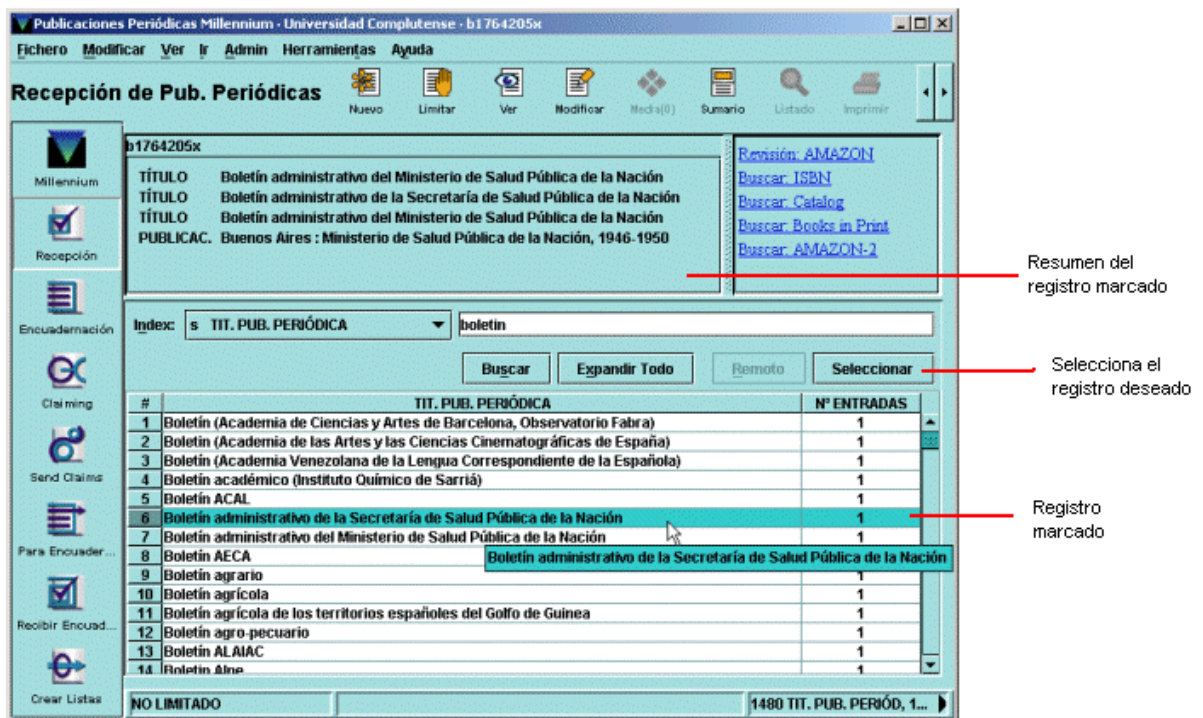 Publicaciones Periódicas Millennium · Universidad Complutense · b1764205x
Fichero Modificar Ver Ir Admin Herramientas Ayuda
Recepción de Pub. Periódicas
Nuevo Limitar Ver Modificar Media(0) Sumario Listado Imprimir
Millennium
Recepción
Encuadernación
Claiming
Send Claims
Para Encuader...
Recibir Encuad...
Crear Listas
b1764205x
TÍTULO Boletín administrativo del Ministerio de Salud Pública de la Nación
TÍTULO Boletín administrativo de la Secretaría de Salud Pública de la Nación
TÍTULO Boletín administrativo del Ministerio de Salud Pública de la Nación
PUBLICAC. Buenos Aires : Ministerio de Salud Pública de la Nación, 1946-1950
Revisión: AMAZON
Buscar: ISBN
Buscar: Catalog
Buscar: Books in Print
Buscar: AMAZON-2
Resumen del
registro marcado
Index: s TIT. PUB. PERIÓDICA boletin
Buscar Expandir Todo Remoto Seleccionar
Selecciona el
registro deseado
# TIT. PUB. PERIÓDICA Nº ENTRADAS
1 Boletín (Academia de Ciencias y Artes de Barcelona, Observatorio Fabra) 1
2 Boletín (Academia de las Artes y las Ciencias Cinematográficas de España) 1
3 Boletín (Academia Venezolana de la Lengua Correspondiente de la Española) 1
4 Boletín académico (Instituto Químico de Sarriá) 1
5 Boletín ACAL 1
6 Boletín administrativo de la Secretaría de Salud Pública de la Nación 1
7 Boletín administrativo del Ministerio de Salud Pública de la Nación 1
8 Boletín AECA
Boletín administrativo de la Secretaría de Salud Pública de la Nación
9 Boletín agrario 1
10 Boletín agrícola 1
11 Boletín agrícola de los territorios españoles del Golfo de Guinea 1
12 Boletín agro-pecuario 1
13 Boletín ALAIAC 1
14 Boletin Alne 1
Registro
marcado
NO LIMITADO 1480 TIT. PUB. PERIÓD, 1...